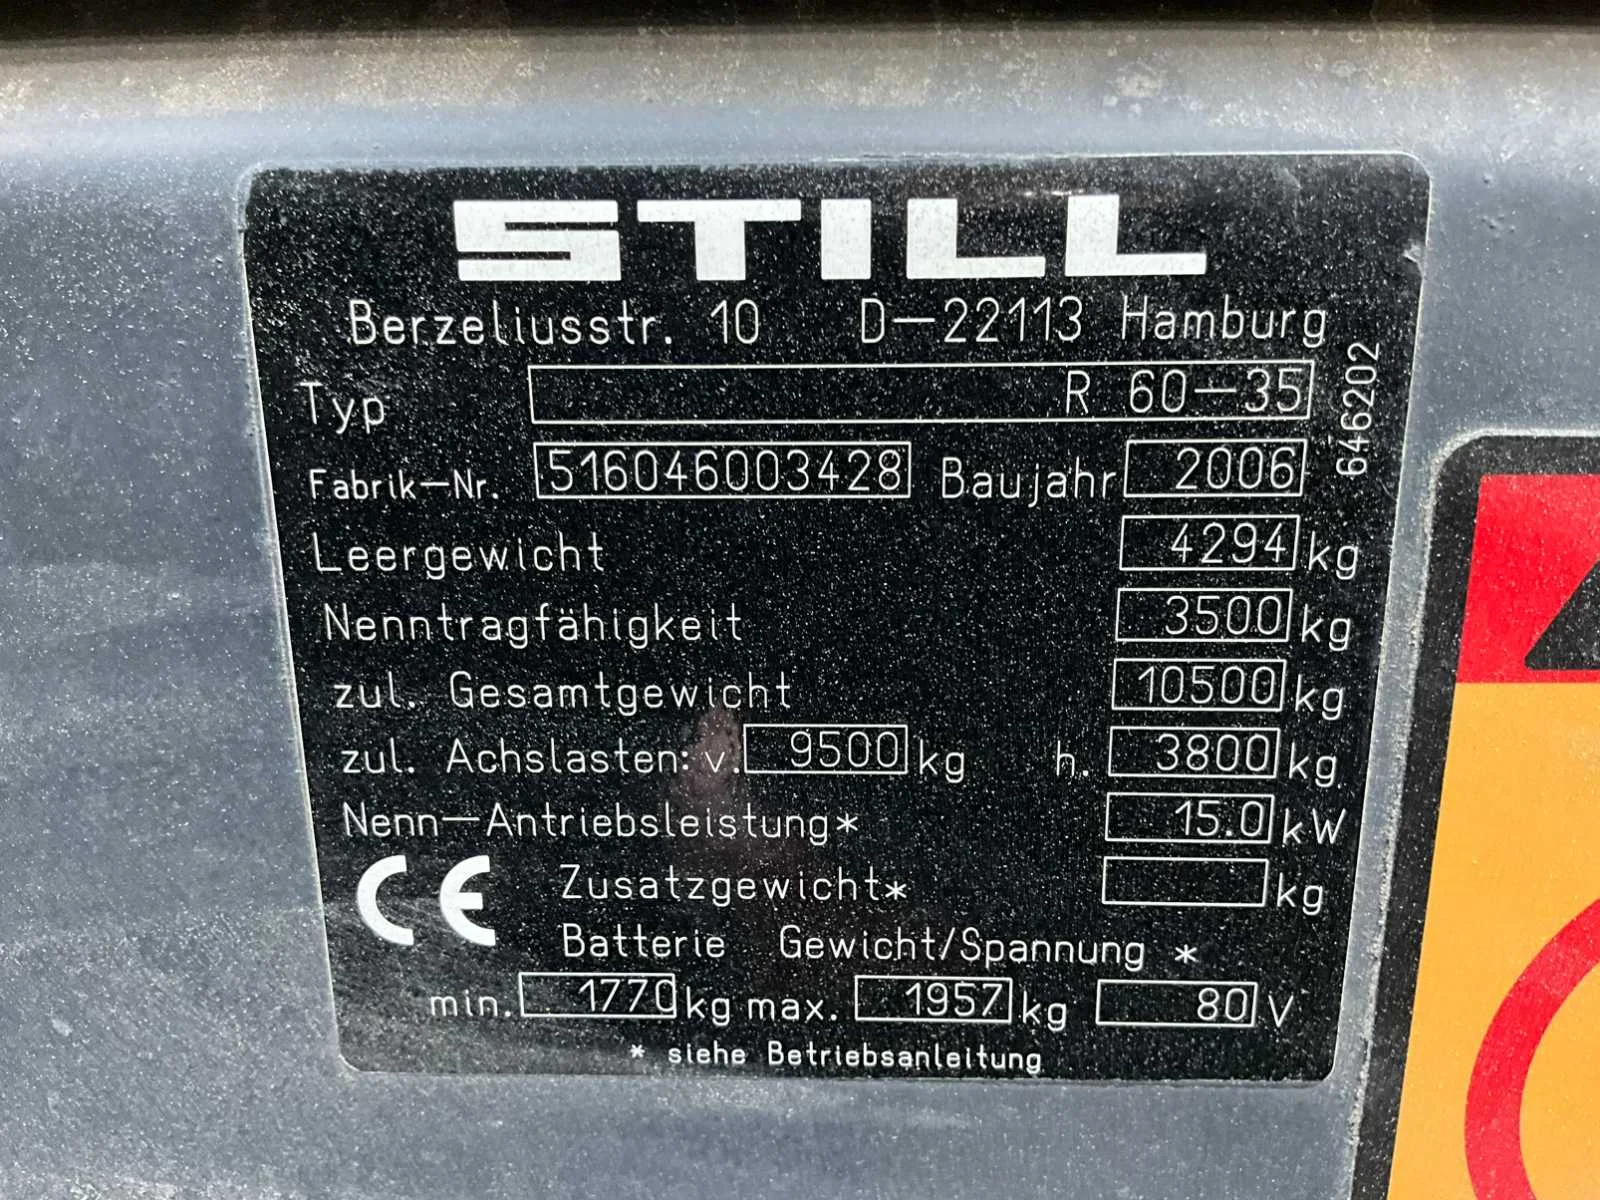 STILL
Berzeliusstr. 10 D-22113 Hamburg
Typ R 60-35
646202
Fabrik-Nr. 516046003428 Baujahr 2006
Leergewicht 4294 kg
Nenntragfähigkeit 3500 kg
zul. Gesamtgewicht 10500 kg
zul. Achslasten: v. 9500 kg h. 3800 kg
Nenn-Antriebsleistung* 15.0 kW
CE Zusatzgewicht* kg
Batterie Gewicht/Spannung *
min. 1770 kg max. 1957 kg 80 V
* siehe Betriebsanleitung